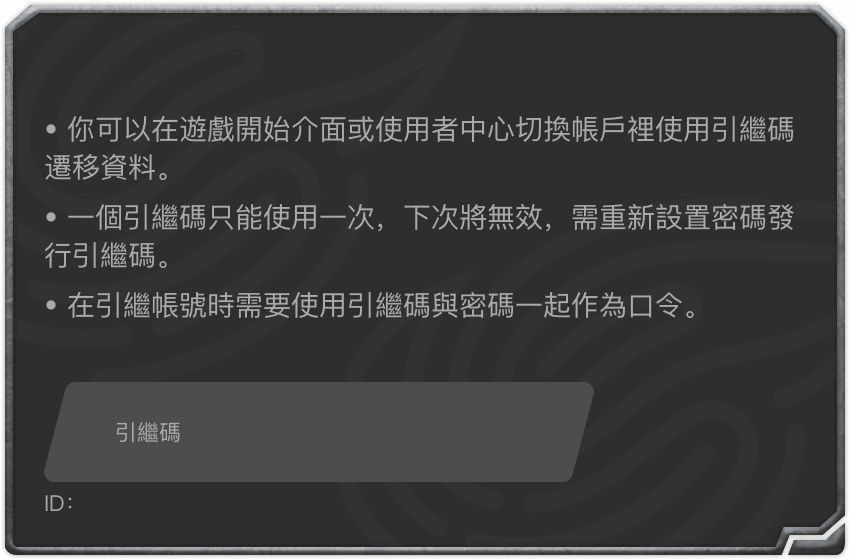 • 你可以在遊戲開始介面或使用者中心切換帳戶裡使用引繼碼
遷移資料。
• 一個引繼碼只能使用一次，下次將無效，需重新設置密碼發
行引繼碼。
• 在引繼帳號時需要使用引繼碼與密碼一起作為口令。
引繼碼
ID：